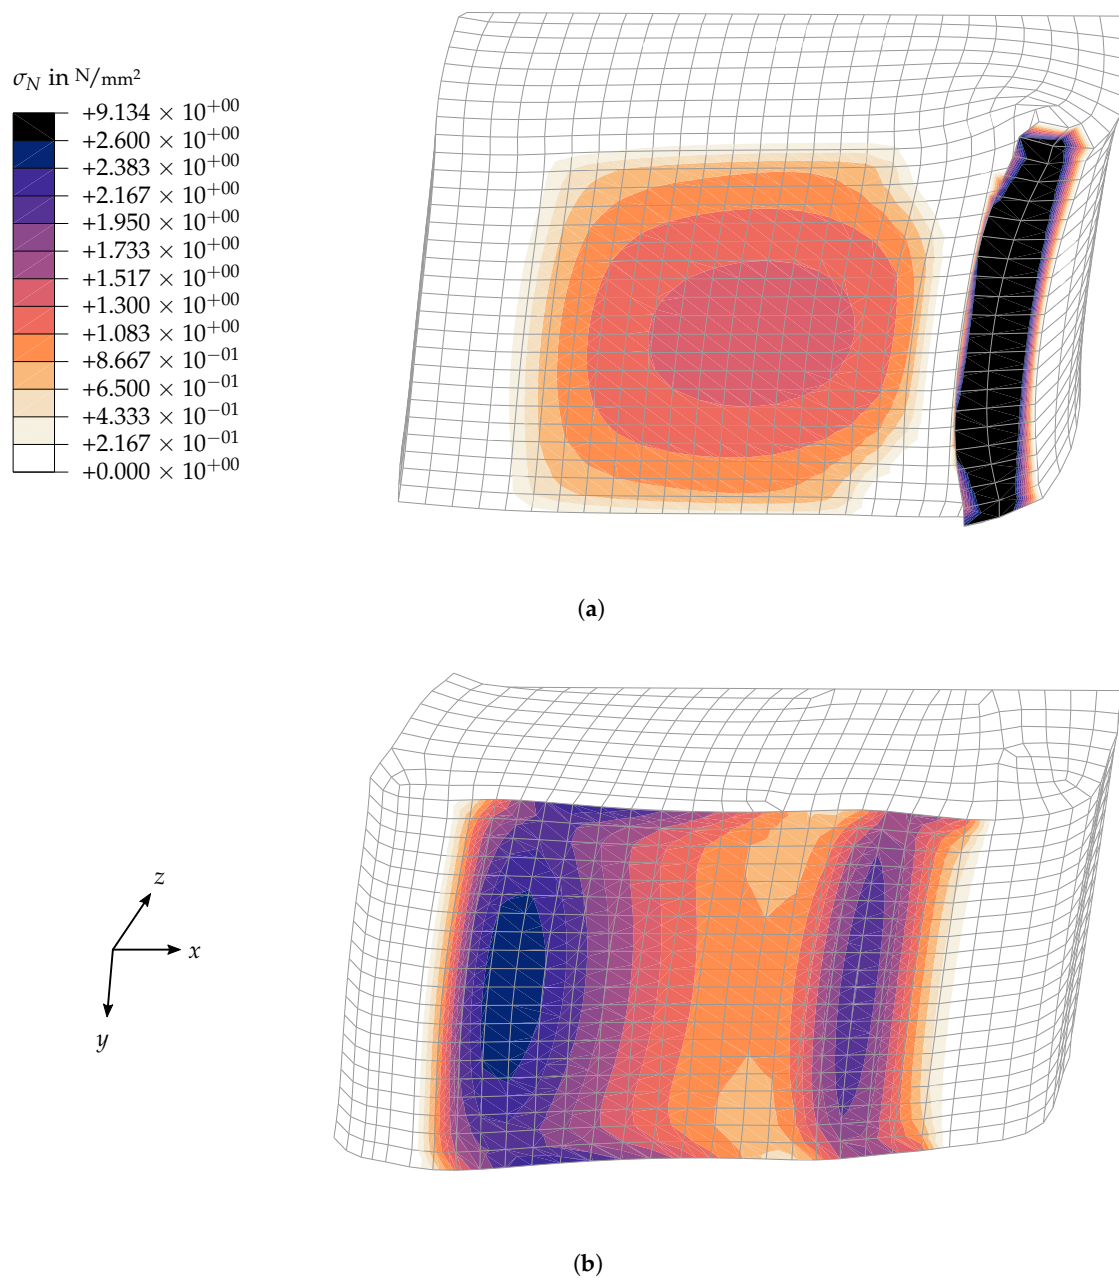 σ_N in N/mm²
+9.134 × 10⁺⁰⁰
+2.600 × 10⁺⁰⁰
+2.383 × 10⁺⁰⁰
+2.167 × 10⁺⁰⁰
+1.950 × 10⁺⁰⁰
+1.733 × 10⁺⁰⁰
+1.517 × 10⁺⁰⁰
+1.300 × 10⁺⁰⁰
+1.083 × 10⁺⁰⁰
+8.667 × 10⁻⁰¹
+6.500 × 10⁻⁰¹
+4.333 × 10⁻⁰¹
+2.167 × 10⁻⁰¹
+0.000 × 10⁺⁰⁰
(a)
z
x
y
(b)